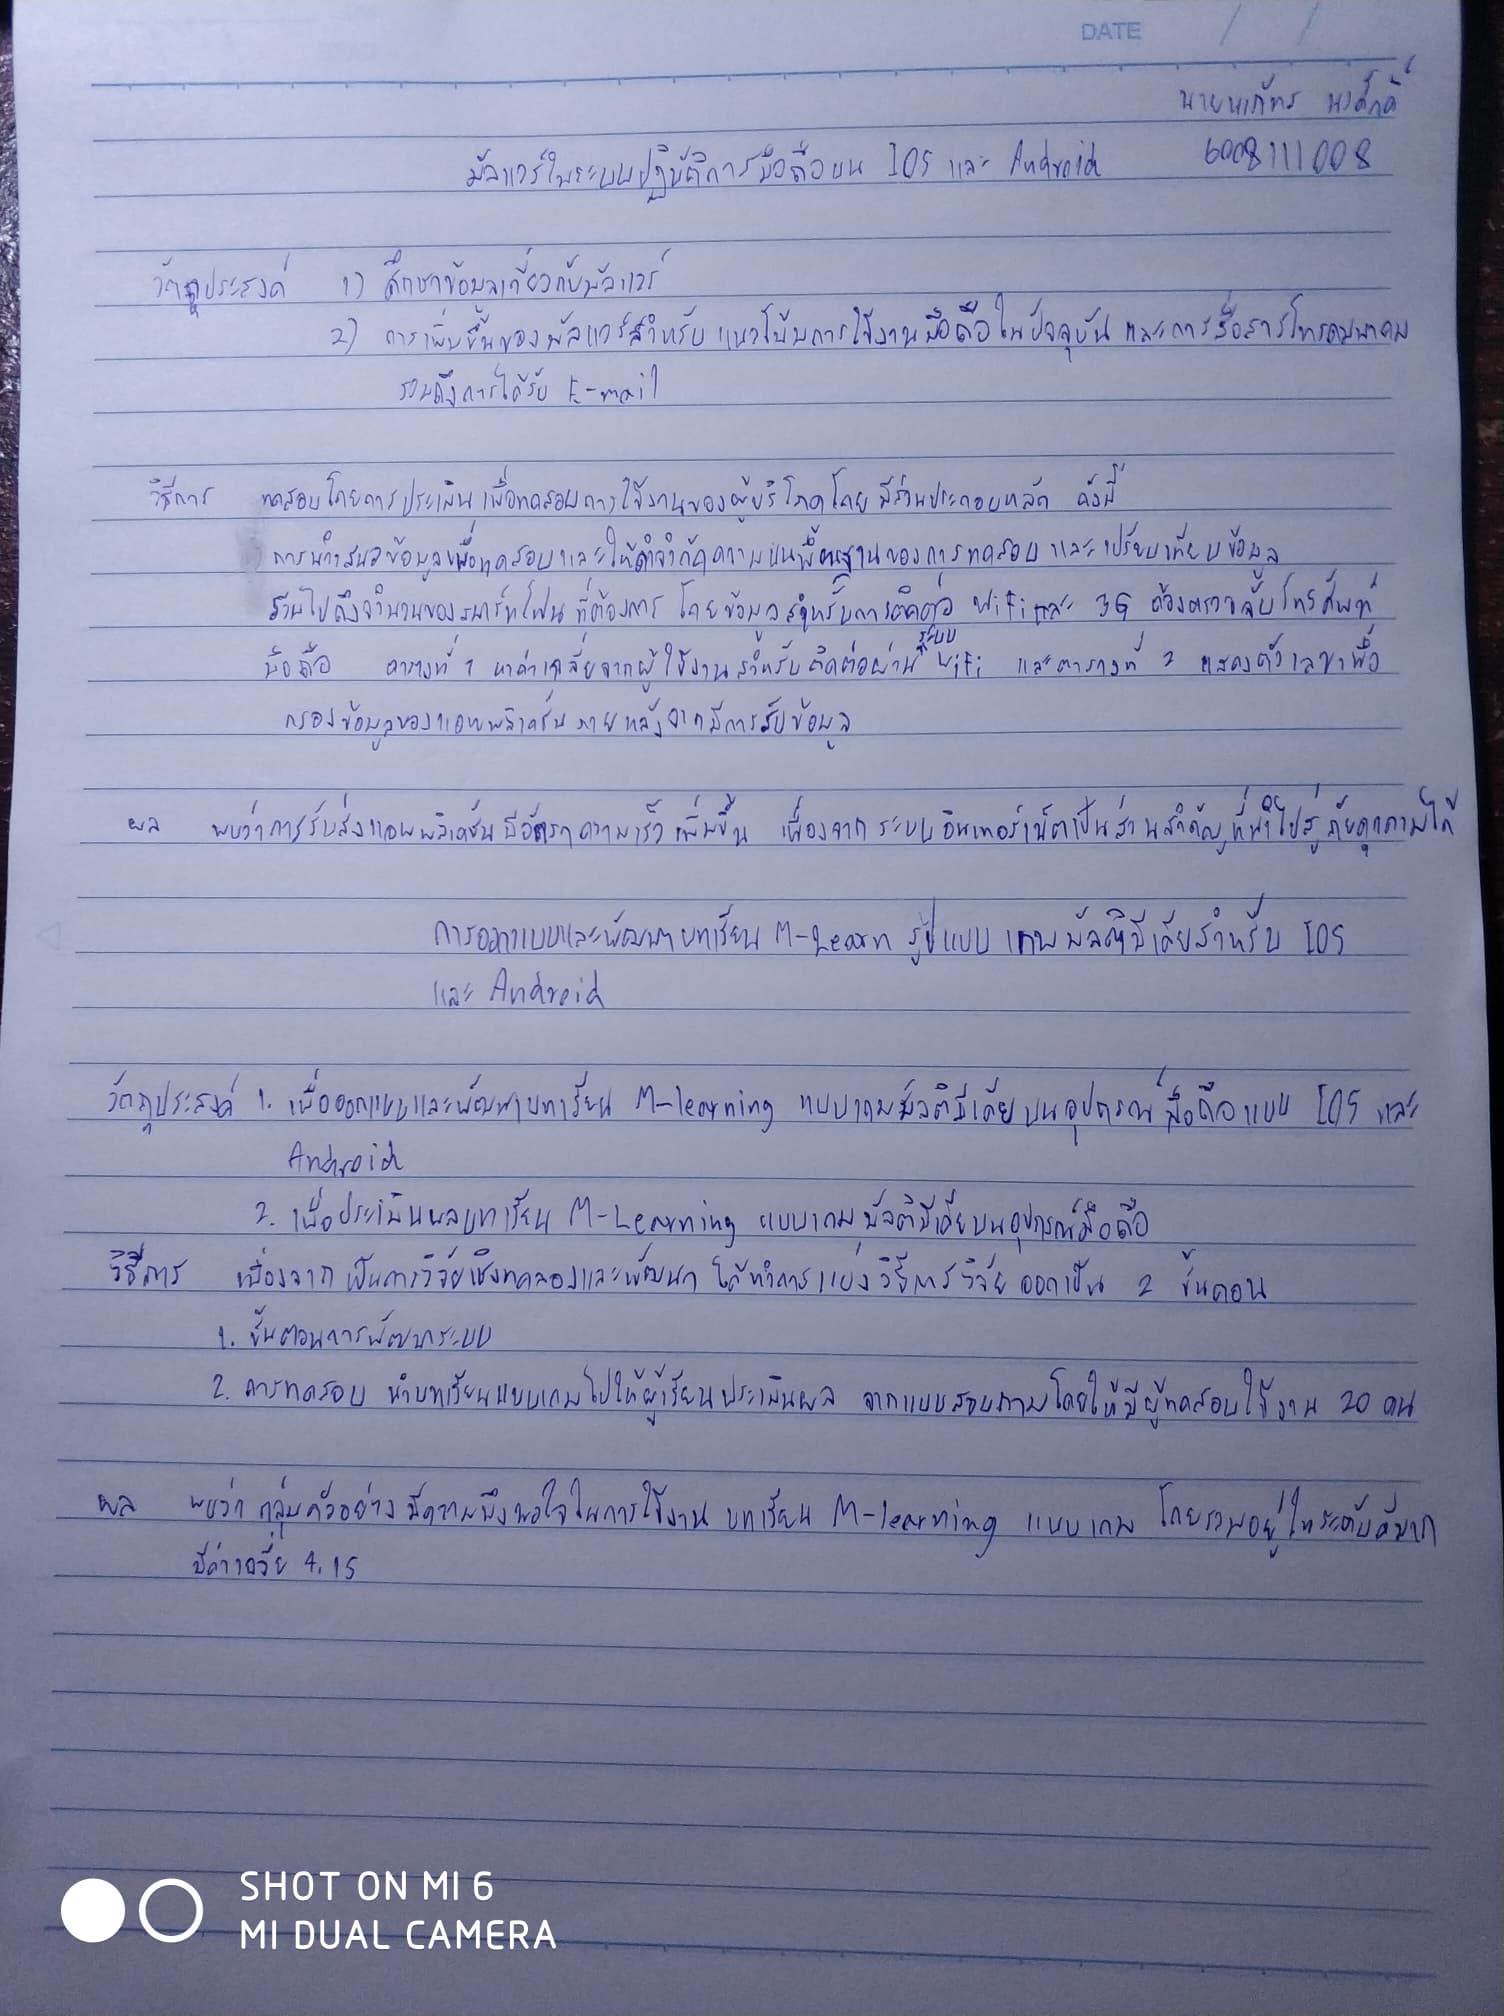 DATE / /
นาย
มัลแวร์ในระบบปฏิบัติการมือถือบน IOS และ Android 6008111008
วัตถุประสงค์ 1) ศึกษาข้อมูลเกี่ยวกับมัลแวร์
2) การเพิ่มขึ้นของมัลแวร์สำหรับ แนวโน้มการใช้งานมือถือในปัจจุบัน และการสื่อสารโทรคมนาคม
รวมถึงการได้รับ E-mail
วิธีการ ทดสอบโดยการประเมิน เพื่อทดสอบการใช้งานของผู้บริโภคโดย มีส่วนประกอบหลัก ดังนี้
การนำเสนอข้อมูลเพื่อทดสอบและให้คำจำกัดความบนพื้นฐานของการทดสอบ และเปรียบเทียบข้อมูล
รวมไปถึงจำนวนของสมาร์ทโฟน ที่ต้องการ โดยข้อมูลสำหรับการติดต่อ WiFi และ 3G ต้องตรวจจับโทรศัพท์
มือถือ ตารางที่ 1 หาค่าเฉลี่ยจากผู้ใช้งานสำหรับติดต่อผ่านระบบ WiFi และตารางที่ 2 แสดงตัวเลขเพื่อ
กรองข้อมูลของแอพพลิเคชั่น ภายหลังจากมีการรับข้อมูล
ผล พบว่าการรับส่งแอพพลิเคชั่น มีอัตราความเร็ว เพิ่มขึ้น เนื่องจาก ระบบอินเทอร์เน็ตเป็นส่วนสำคัญที่นำไปสู่ภัยคุกคามได้
การออกแบบและพัฒนาบทเรียน M-Learn รูปแบบ เกมมัลติมีเดียสำหรับ IOS
และ Android
วัตถุประสงค์ 1. เพื่อออกแบบและพัฒนาบทเรียน M-learning แบบเกมมัลติมีเดียบนอุปกรณ์มือถือแบบ IOS และ
Android
2. เพื่อประเมินผลบทเรียน M-Learning แบบเกมมัลติมีเดียบนอุปกรณ์มือถือ
วิธีการ เนื่องจาก เป็นการวิจัยเชิงทดลองและพัฒนา ได้ทำการแบ่งวิธีการวิจัยออกเป็น 2 ขั้นตอน
1. ขั้นตอนการพัฒนาระบบ
2. การทดสอบ นำบทเรียนแบบเกมไปให้ผู้เรียนประเมินผล จากแบบสอบถามโดยให้มีผู้ทดสอบใช้งาน 20 คน
ผล พบว่า กลุ่มตัวอย่าง มีความพึงพอใจในการใช้งาน บทเรียน M-learning แบบเกม โดยรวมอยู่ในระดับดีมาก
มีค่าเฉลี่ย 4.15
SHOT ON MI 6
MI DUAL CAMERA